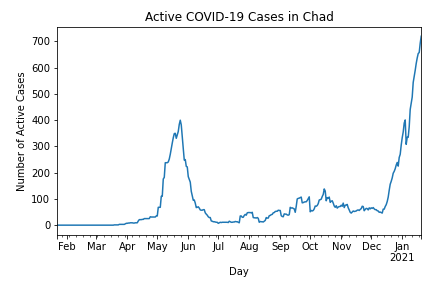 Active COVID-19 Cases in Chad
Number of Active Cases
700
600
500
400
300
200
100
0
Feb Mar Apr May Jun Jul Aug Sep Oct Nov Dec Jan
2021
Day